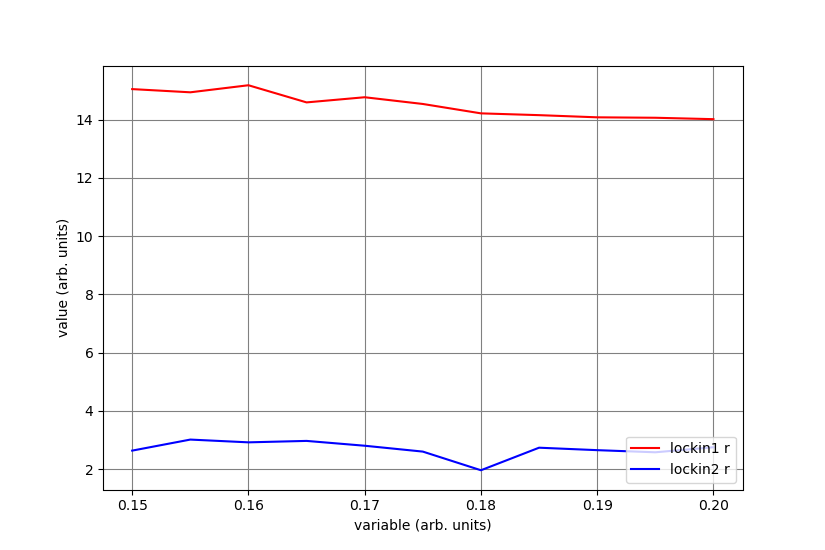 14
12
10
8
6
4
2
value (arb. units)
lockin1 r
lockin2 r
0.15 0.16 0.17 0.18 0.19 0.20
variable (arb. units)